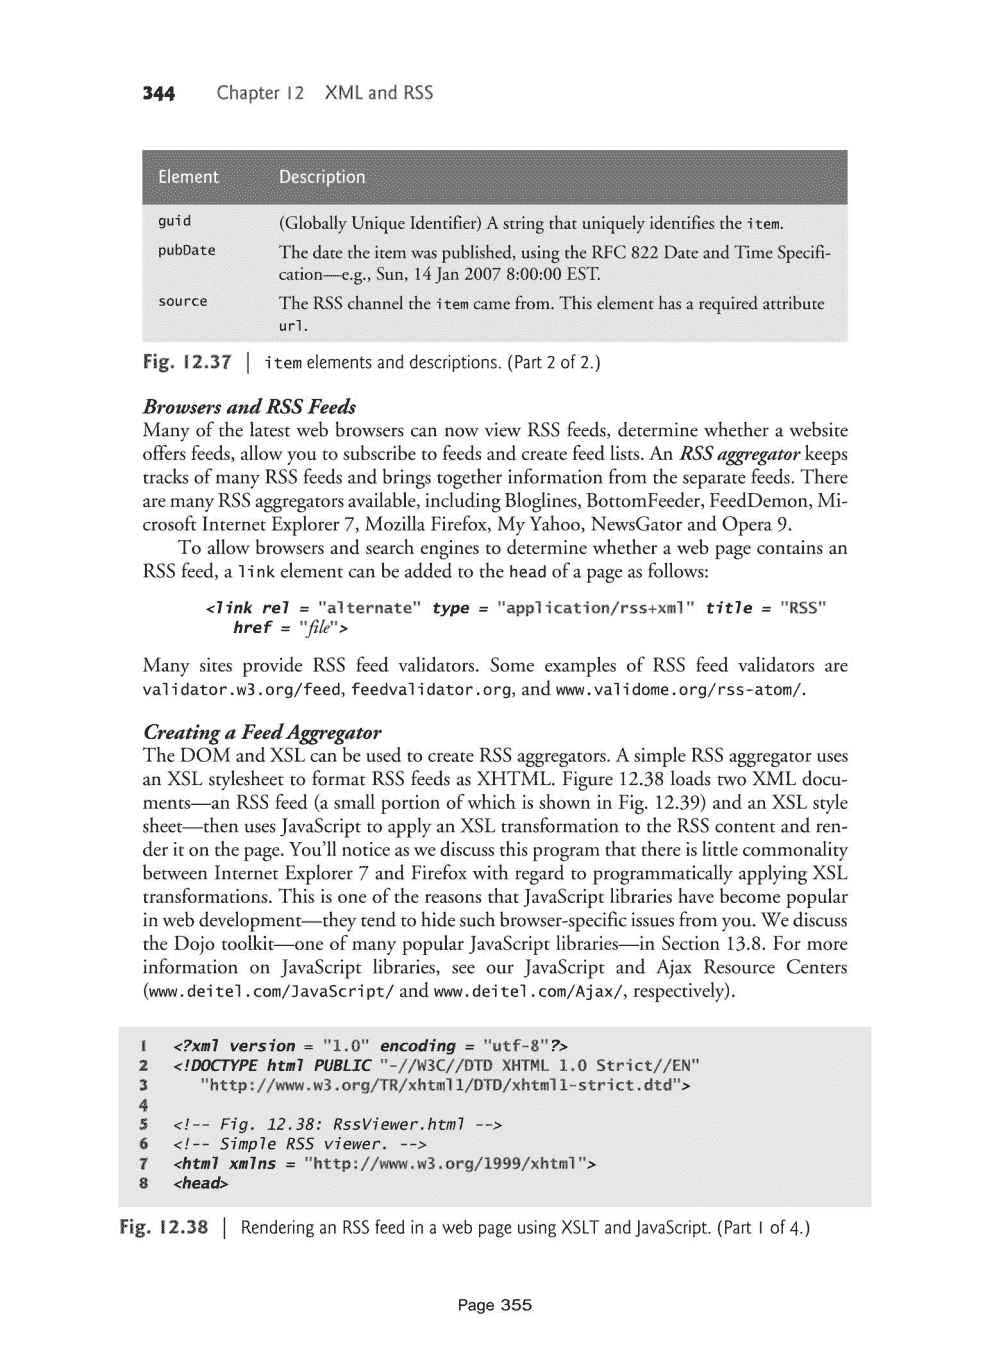 344 Chapter 12 XML and RSS
Element Description
guid (Globally Unique Identifier) A string that uniquely identifies the item.
pubDate The date the item was published, using the RFC 822 Date and Time Specifi-
cation—e.g., Sun, 14 Jan 2007 8:00:00 EST.
source The RSS channel the item came from. This element has a required attribute
url.
Fig. 12.37 | item elements and descriptions. (Part 2 of 2.)
Browsers and RSS Feeds
Many of the latest web browsers can now view RSS feeds, determine whether a website
offers feeds, allow you to subscribe to feeds and create feed lists. An RSS aggregator keeps
tracks of many RSS feeds and brings together information from the separate feeds. There
are many RSS aggregators available, including Bloglines, BottomFeeder, FeedDemon, Mi-
crosoft Internet Explorer 7, Mozilla Firefox, My Yahoo, NewsGator and Opera 9.
To allow browsers and search engines to determine whether a web page contains an
RSS feed, a link element can be added to the head of a page as follows:
<link rel = "alternate" type = "application/rss+xml" title = "RSS"
href = "file">
Many sites provide RSS feed validators. Some examples of RSS feed validators are
validator.w3.org/feed, feedvalidator.org, and www.validome.org/rss-atom/.
Creating a Feed Aggregator
The DOM and XSL can be used to create RSS aggregators. A simple RSS aggregator uses
an XSL stylesheet to format RSS feeds as XHTML. Figure 12.38 loads two XML docu-
ments—an RSS feed (a small portion of which is shown in Fig. 12.39) and an XSL style
sheet—then uses JavaScript to apply an XSL transformation to the RSS content and ren-
der it on the page. You'll notice as we discuss this program that there is little commonality
between Internet Explorer 7 and Firefox with regard to programmatically applying XSL
transformations. This is one of the reasons that JavaScript libraries have become popular
in web development—they tend to hide such browser-specific issues from you. We discuss
the Dojo toolkit—one of many popular JavaScript libraries—in Section 13.8. For more
information on JavaScript libraries, see our JavaScript and Ajax Resource Centers
(www.deitel.com/JavaScript/ and www.deitel.com/Ajax/, respectively).
1 <?xml version = "1.0" encoding = "utf-8"?>
2 <!DOCTYPE html PUBLIC "-//W3C//DTD XHTML 1.0 Strict//EN"
3 "http://www.w3.org/TR/xhtml1/DTD/xhtml1-strict.dtd">
4
5 <!-- Fig. 12.38: RssViewer.html -->
6 <!-- Simple RSS viewer. -->
7 <html xmlns = "http://www.w3.org/1999/xhtml">
8 <head>
Fig. 12.38 | Rendering an RSS feed in a web page using XSLT and JavaScript. (Part 1 of 4.)
Page 355